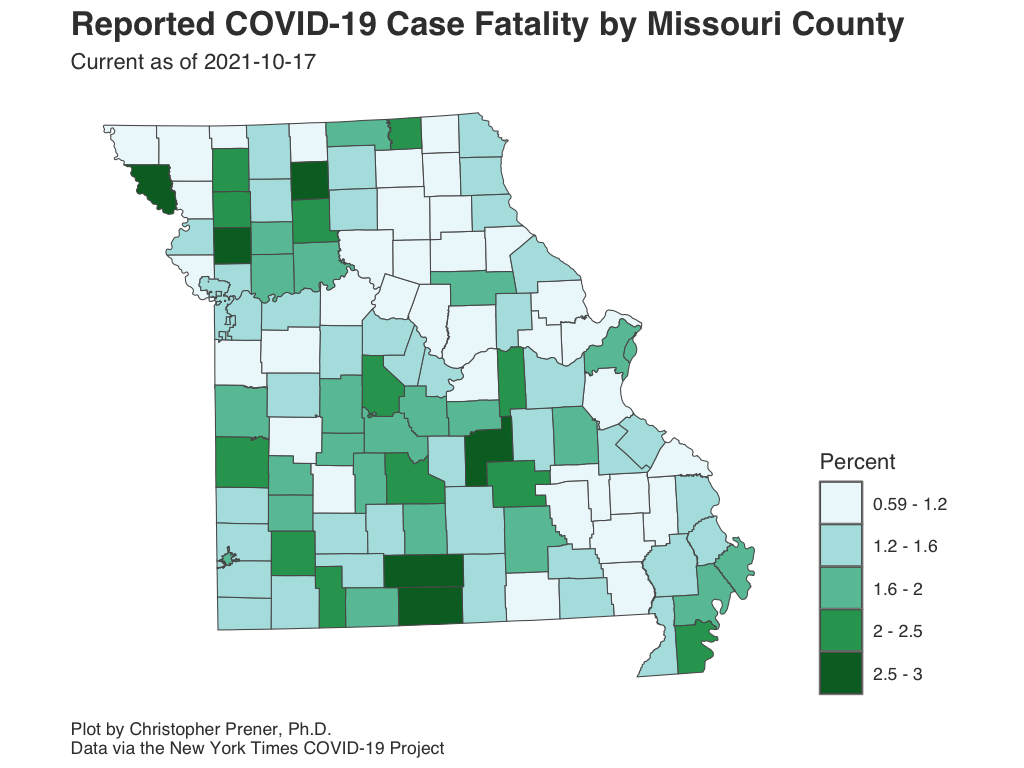 Reported COVID-19 Case Fatality by Missouri County
Current as of 2021-10-17
Percent
0.59 - 1.2
1.2 - 1.6
1.6 - 2
2 - 2.5
2.5 - 3
Plot by Christopher Prener, Ph.D.
Data via the New York Times COVID-19 Project